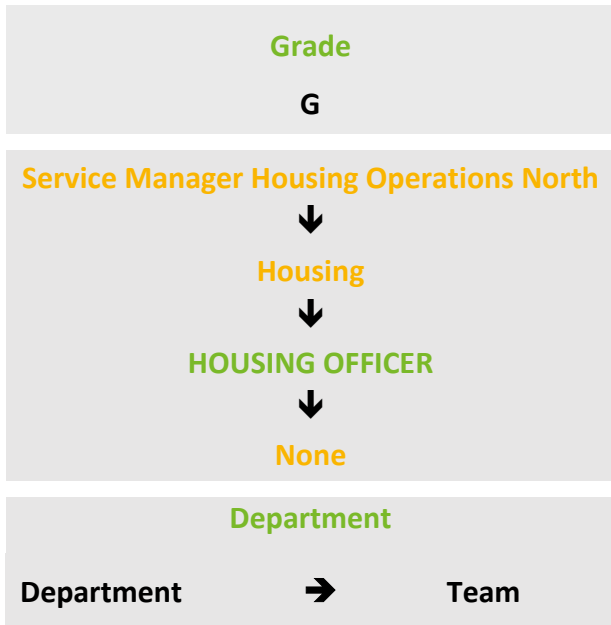 Grade
G
Service Manager Housing Operations North
↓
Housing
↓
HOUSING OFFICER
↓
None
Department
Department → Team